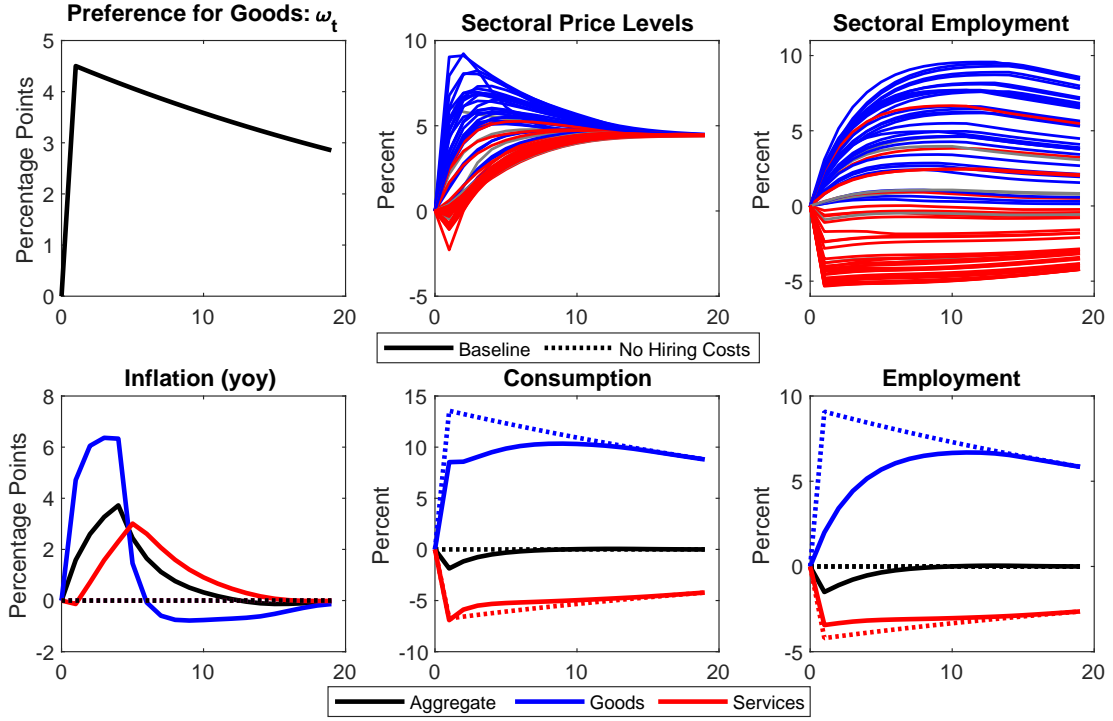 Preference for Goods: ωt
Percentage Points
5
4
3
2
1
0
0 10 20
Sectoral Price Levels
Percent
10
5
0
-5
0 10 20
Sectoral Employment
Percent
10
5
0
-5
0 10 20
Baseline No Hiring Costs
Inflation (yoy)
Percentage Points
8
6
4
2
0
-2
0 10 20
Consumption
Percent
15
10
5
0
-5
-10
0 10 20
Employment
Percent
10
5
0
-5
0 10 20
Aggregate Goods Services